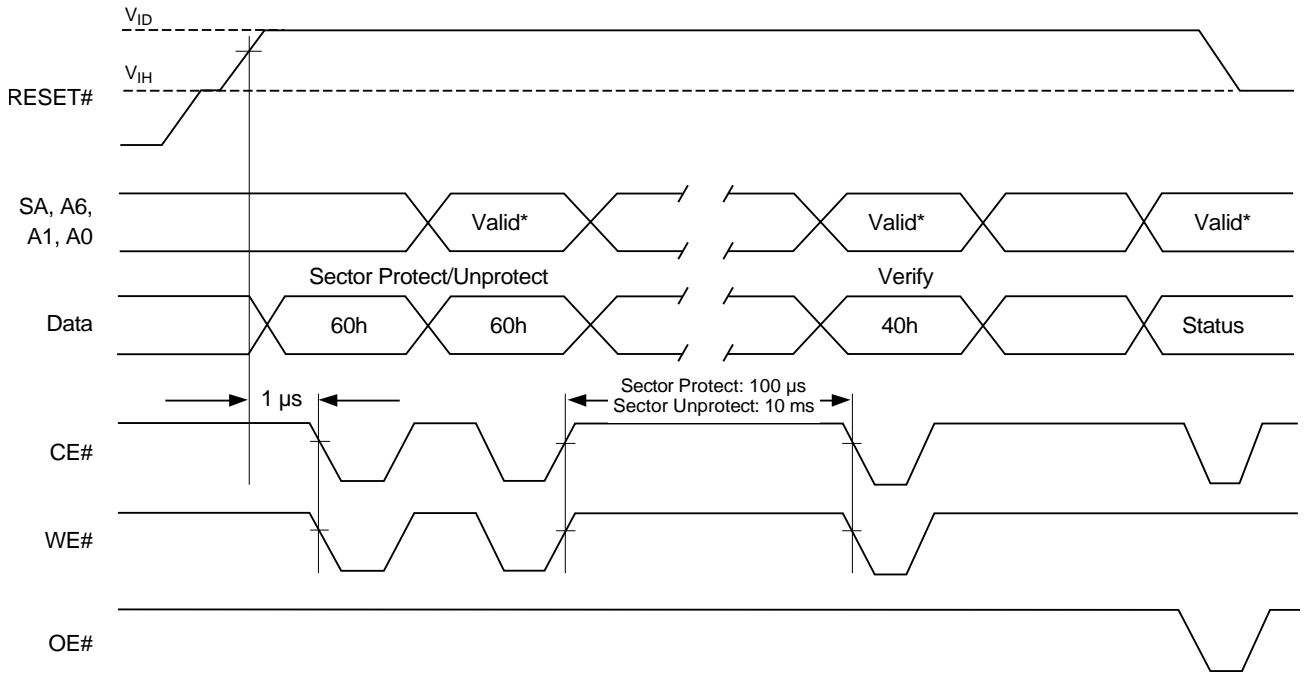 VID
VIH
RESET#
SA, A6,
A1, A0
Valid*
Valid*
Valid*
Sector Protect/Unprotect
Verify
Data
60h
60h
40h
Status
1 µs
Sector Protect: 100 µs
Sector Unprotect: 10 ms
CE#
WE#
OE#